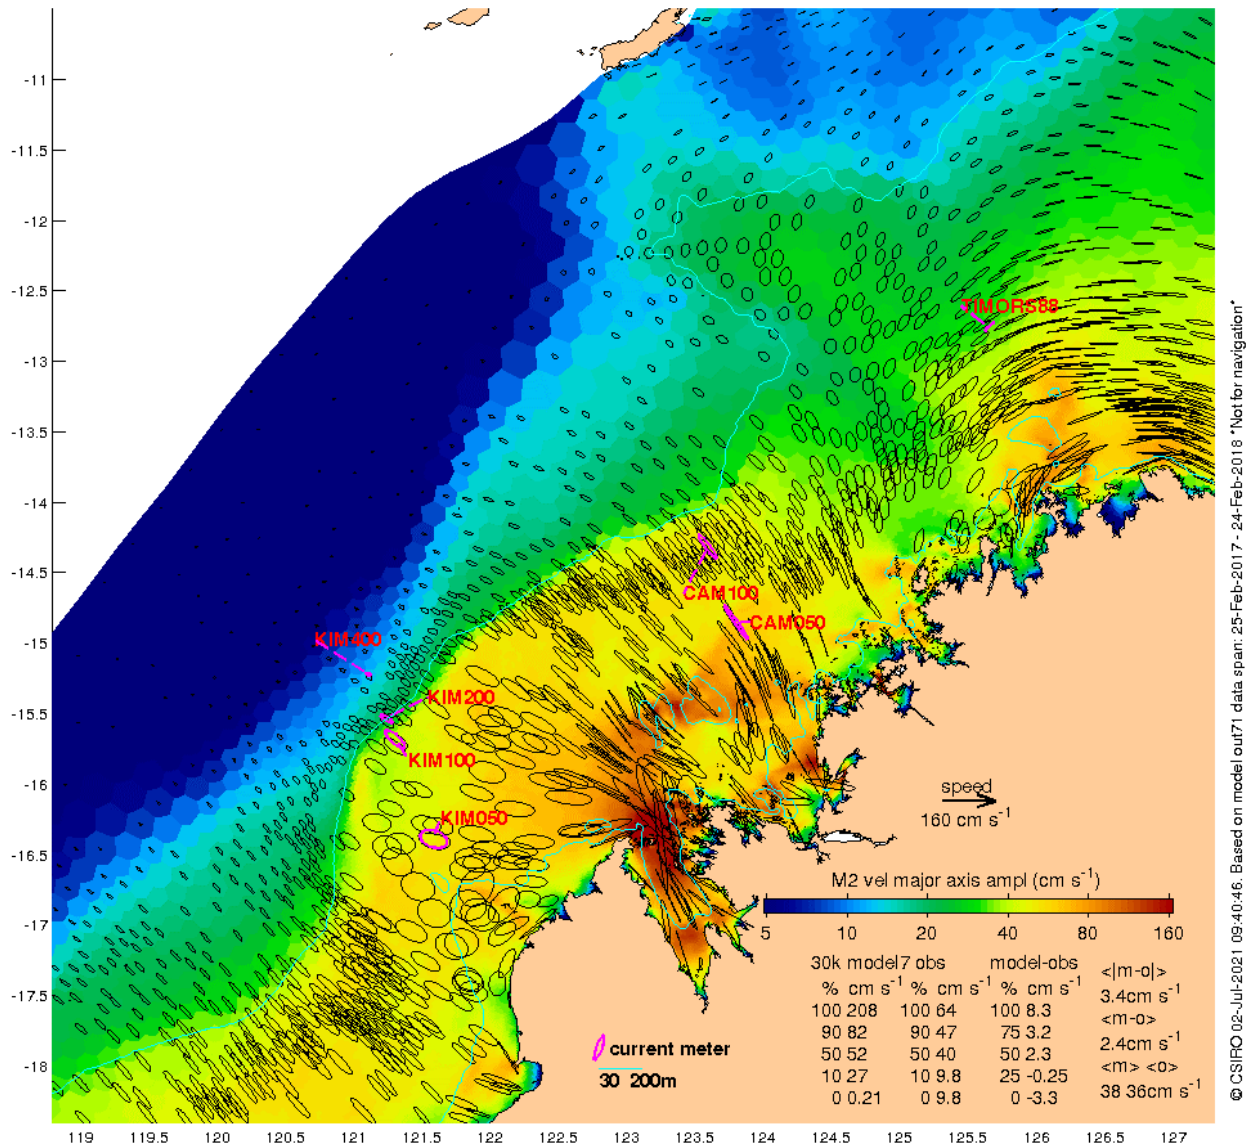 -11
-11.5
-12
-12.5
TIMORS88
-13
-13.5
-14
-14.5
CAM100
CAM050
KIM400
-15
KIM200
-15.5
KIM100
-16
speed
160 cm s-1
KIM050
-16.5
M2 vel major axis ampl (cm s-1)
-17
5 10 20 40 80 160
30k model 7 obs model-obs <|m-o|>
% cm s-1 % cm s-1 % cm s-1 3.4cm s-1
100 208 100 64 100 8.3 <m-o>
90 82 90 47 75 3.2 2.4cm s-1
50 52 50 40 50 2.3 <m> <o>
10 27 10 9.8 25 -0.25 38 36cm s-1
0 0.21 0 9.8 0 -3.3
-17.5
current meter
30 200m
-18
119 119.5 120 120.5 121 121.5 122 122.5 123 123.5 124 124.5 125 125.5 126 126.5 127
© CSIRO 02-Jul-2021 09:40:46. Based on model out71 data span: 25-Feb-2017 - 24-Feb-2018 *Not for navigation*